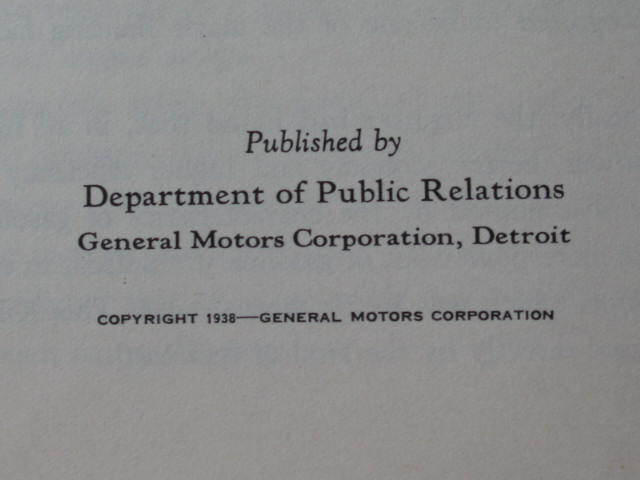 Published by
Department of Public Relations
General Motors Corporation, Detroit
COPYRIGHT 1938—GENERAL MOTORS CORPORATION